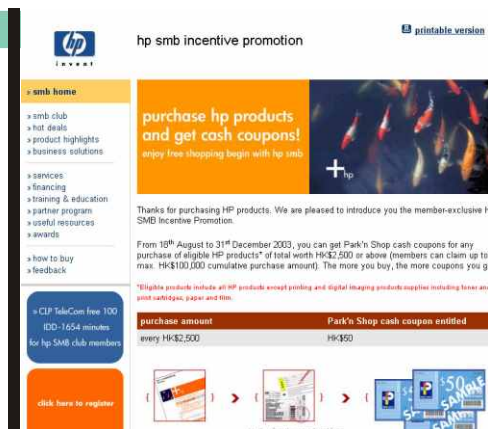 hp
invent
hp smb incentive promotion
printable version
» smb home
» smb club
» hot deals
» product highlights
» business solutions
» services
» financing
» training & education
» partner program
» useful resources
» awards
» how to buy
» feedback
» CLP TeleCom free 100
IDD-1654 minutes
for hp SMB club members
click here to register
purchase hp products
and get cash coupons!
enjoy free shopping begin with hp smb
+hp
Thanks for purchasing HP products. We are pleased to introduce you the member-exclusive H
SMB Incentive Promotion.
From 18th August to 31st December 2003, you can get Park'n Shop cash coupons for any
purchase of eligible HP products* of total worth HK$2,500 or above (members can claim up to
max. HK$100,000 cumulative purchase amount). The more you buy, the more coupons you g
*Eligible products include all HP products except printing and digital imaging products supplies including toner and
print cartridges, paper and film.
purchase amount Park'n Shop cash coupon entitled
every HK$2,500 HK$50
$50
SAMPLE
SAMPLE